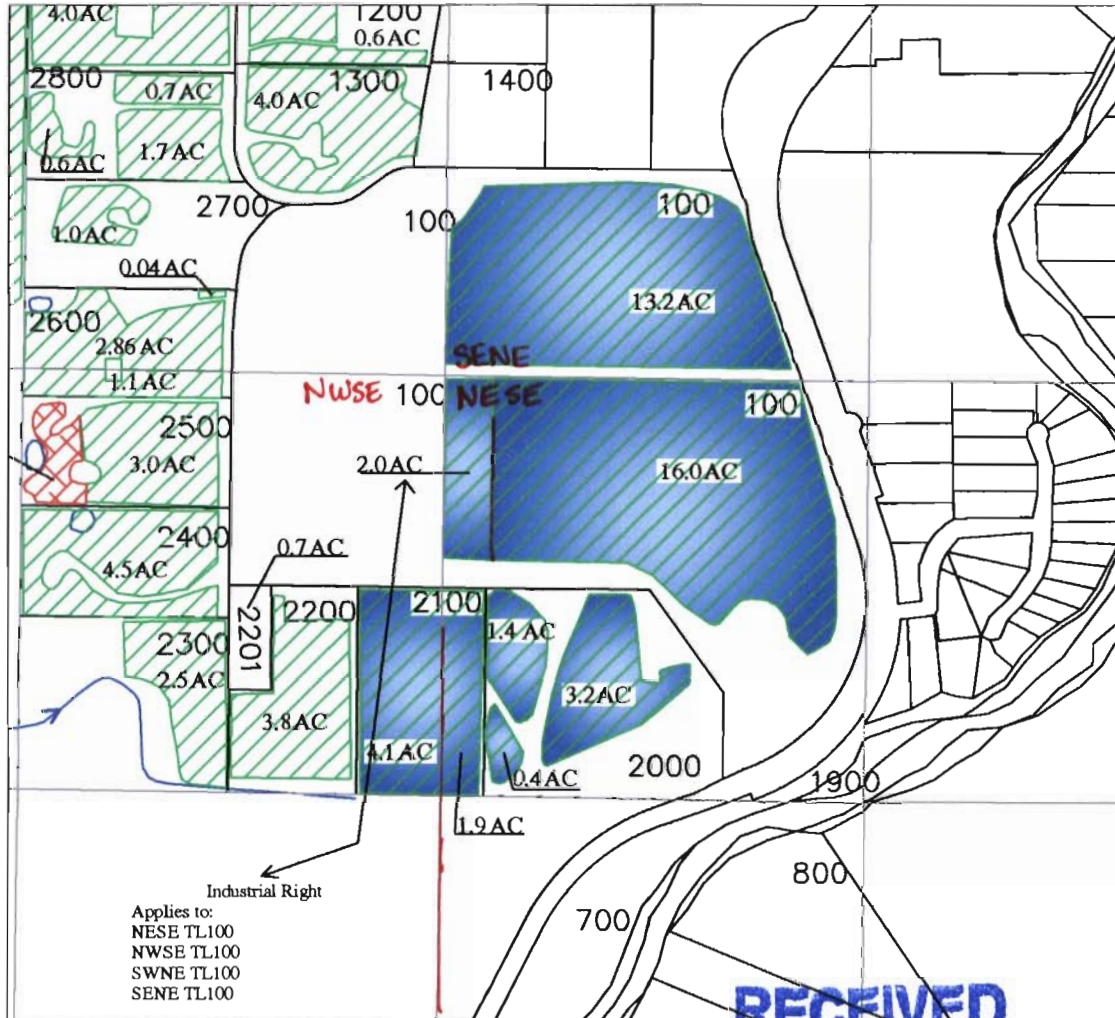 4.0AC
1200
0.6AC
2800
0.7AC
4.0AC
1300
1400
0.6AC
1.7AC
2700
100
100
1.0AC
0.04AC
13.2AC
2600
2.86AC
SENE
1.1AC
NWSE
100
NESE
100
2500
3.0AC
2.0AC
16.0AC
2400
0.7AC
4.5AC
2201
2200
2100
1.4AC
2300
2.5AC
3.2AC
3.8AC
4.1AC
0.4AC
2000
1900
1.9AC
800
Industrial Right
700
Applies to:
NESE TL100
NWSE TL100
SWNE TL100
SENE TL100
RECEIVED